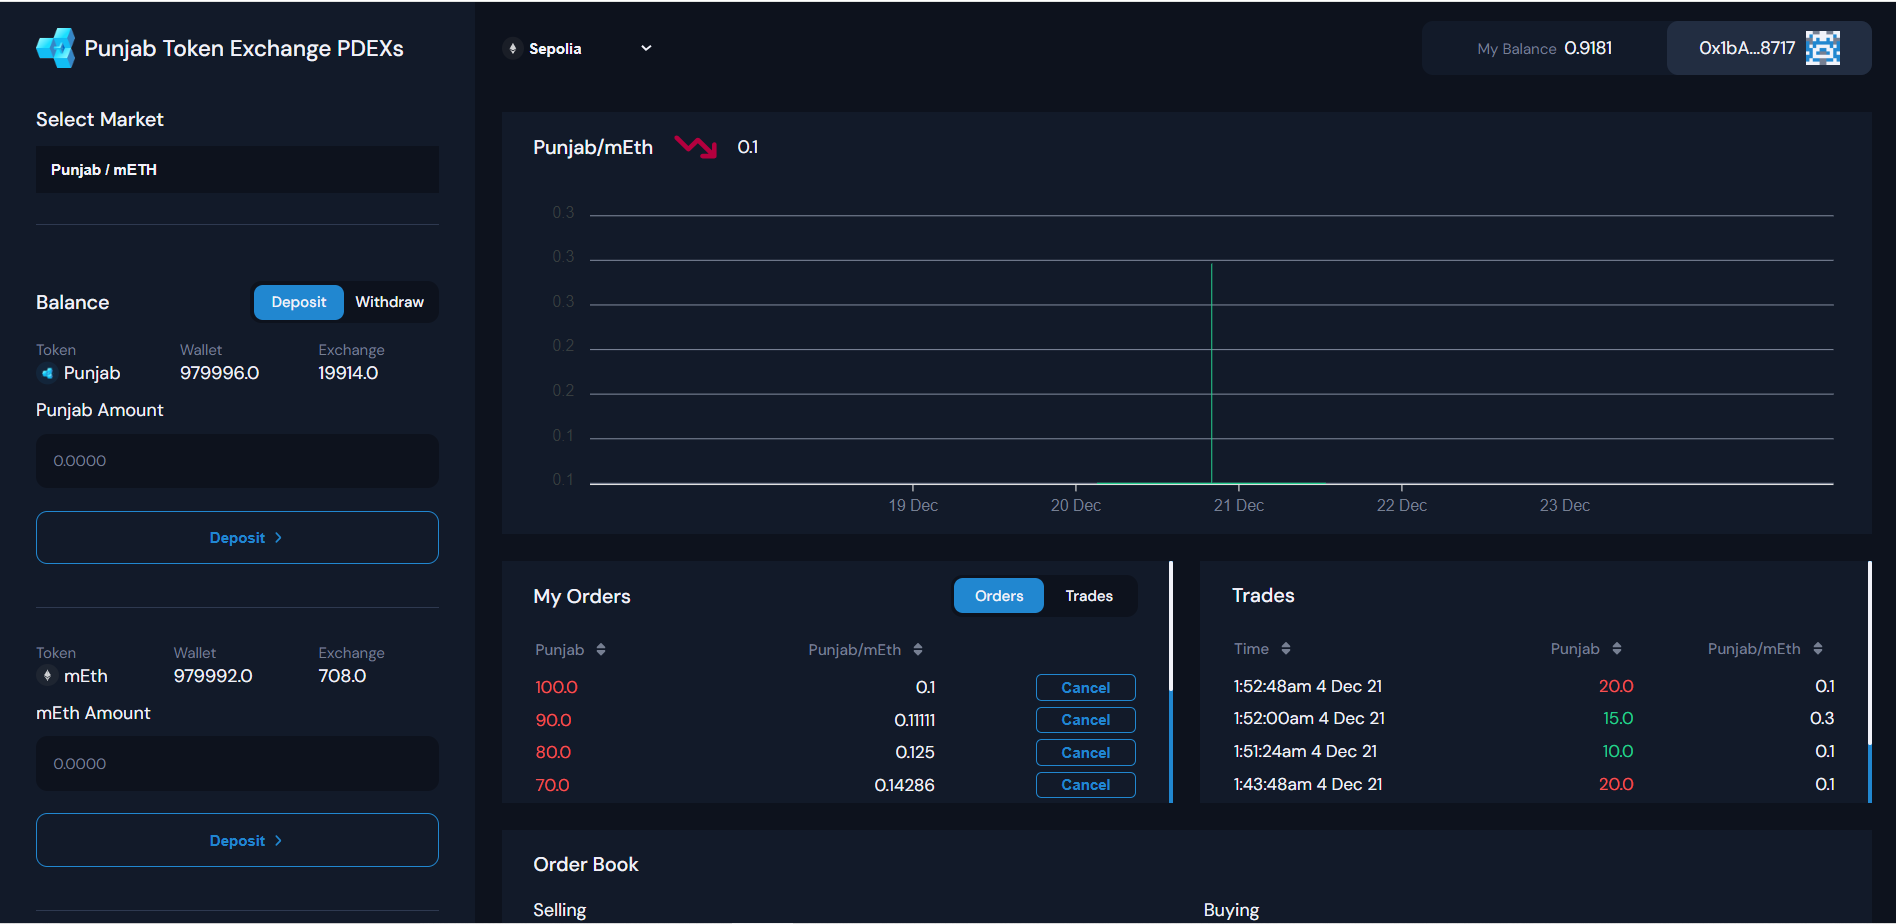 Punjab Token Exchange PDEXs
Sepolia
My Balance 0.9181
0x1bA...8717
Select Market
Punjab / mETH
Balance
Deposit Withdraw
Token Wallet Exchange
Punjab 979996.0 19914.0
Punjab Amount
0.0000
Deposit >
Token Wallet Exchange
mEth 979992.0 708.0
mEth Amount
0.0000
Deposit >
Punjab/mEth 0.1
0.3
0.3
0.3
0.2
0.2
0.1
0.1
19 Dec 20 Dec 21 Dec 22 Dec 23 Dec
My Orders
Orders Trades
Punjab Punjab/mEth
100.0 0.1 Cancel
90.0 0.11111 Cancel
80.0 0.125 Cancel
70.0 0.14286 Cancel
Trades
Time Punjab Punjab/mEth
1:52:48am 4 Dec 21 20.0 0.1
1:52:00am 4 Dec 21 15.0 0.3
1:51:24am 4 Dec 21 10.0 0.1
1:43:48am 4 Dec 21 20.0 0.1
Order Book
Selling
Buying